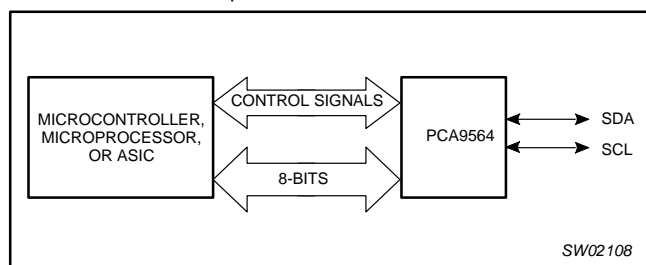 MICROCONTROLLER,
MICROPROCESSOR,
OR ASIC
CONTROL SIGNALS
8-BITS
PCA9564
SDA
SCL
SW02108